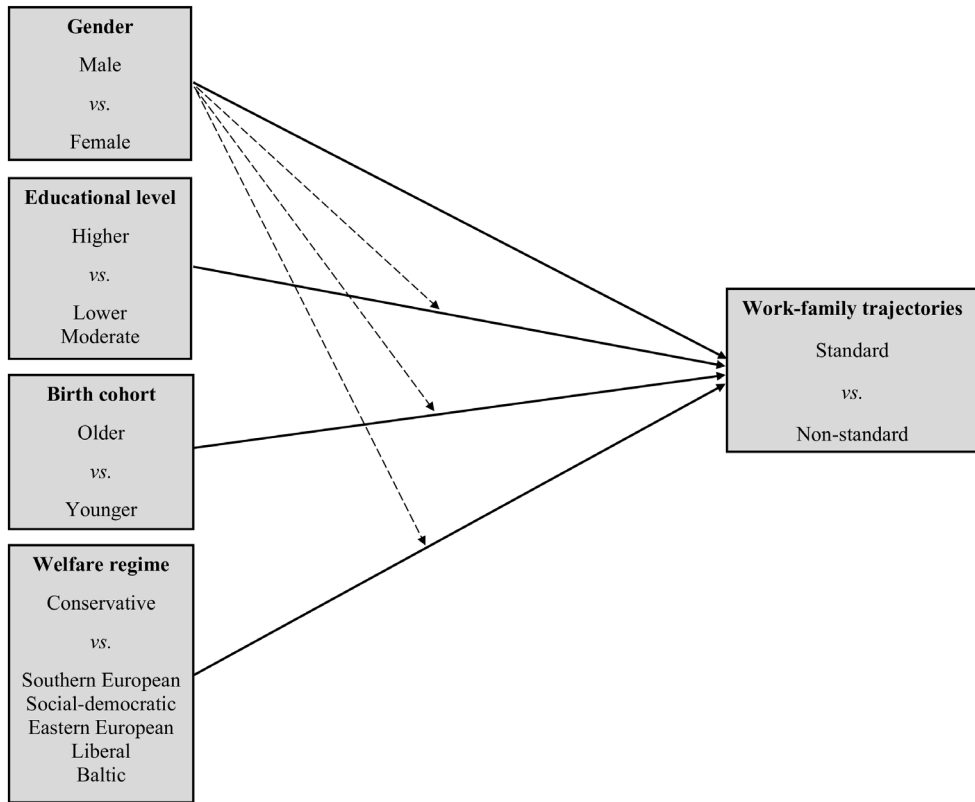 Gender
Male
vs.
Female
Educational level
Higher
vs.
Lower
Moderate
Birth cohort
Older
vs.
Younger
Welfare regime
Conservative
vs.
Southern European
Social-democratic
Eastern European
Liberal
Baltic
Work-family trajectories
Standard
vs.
Non-standard